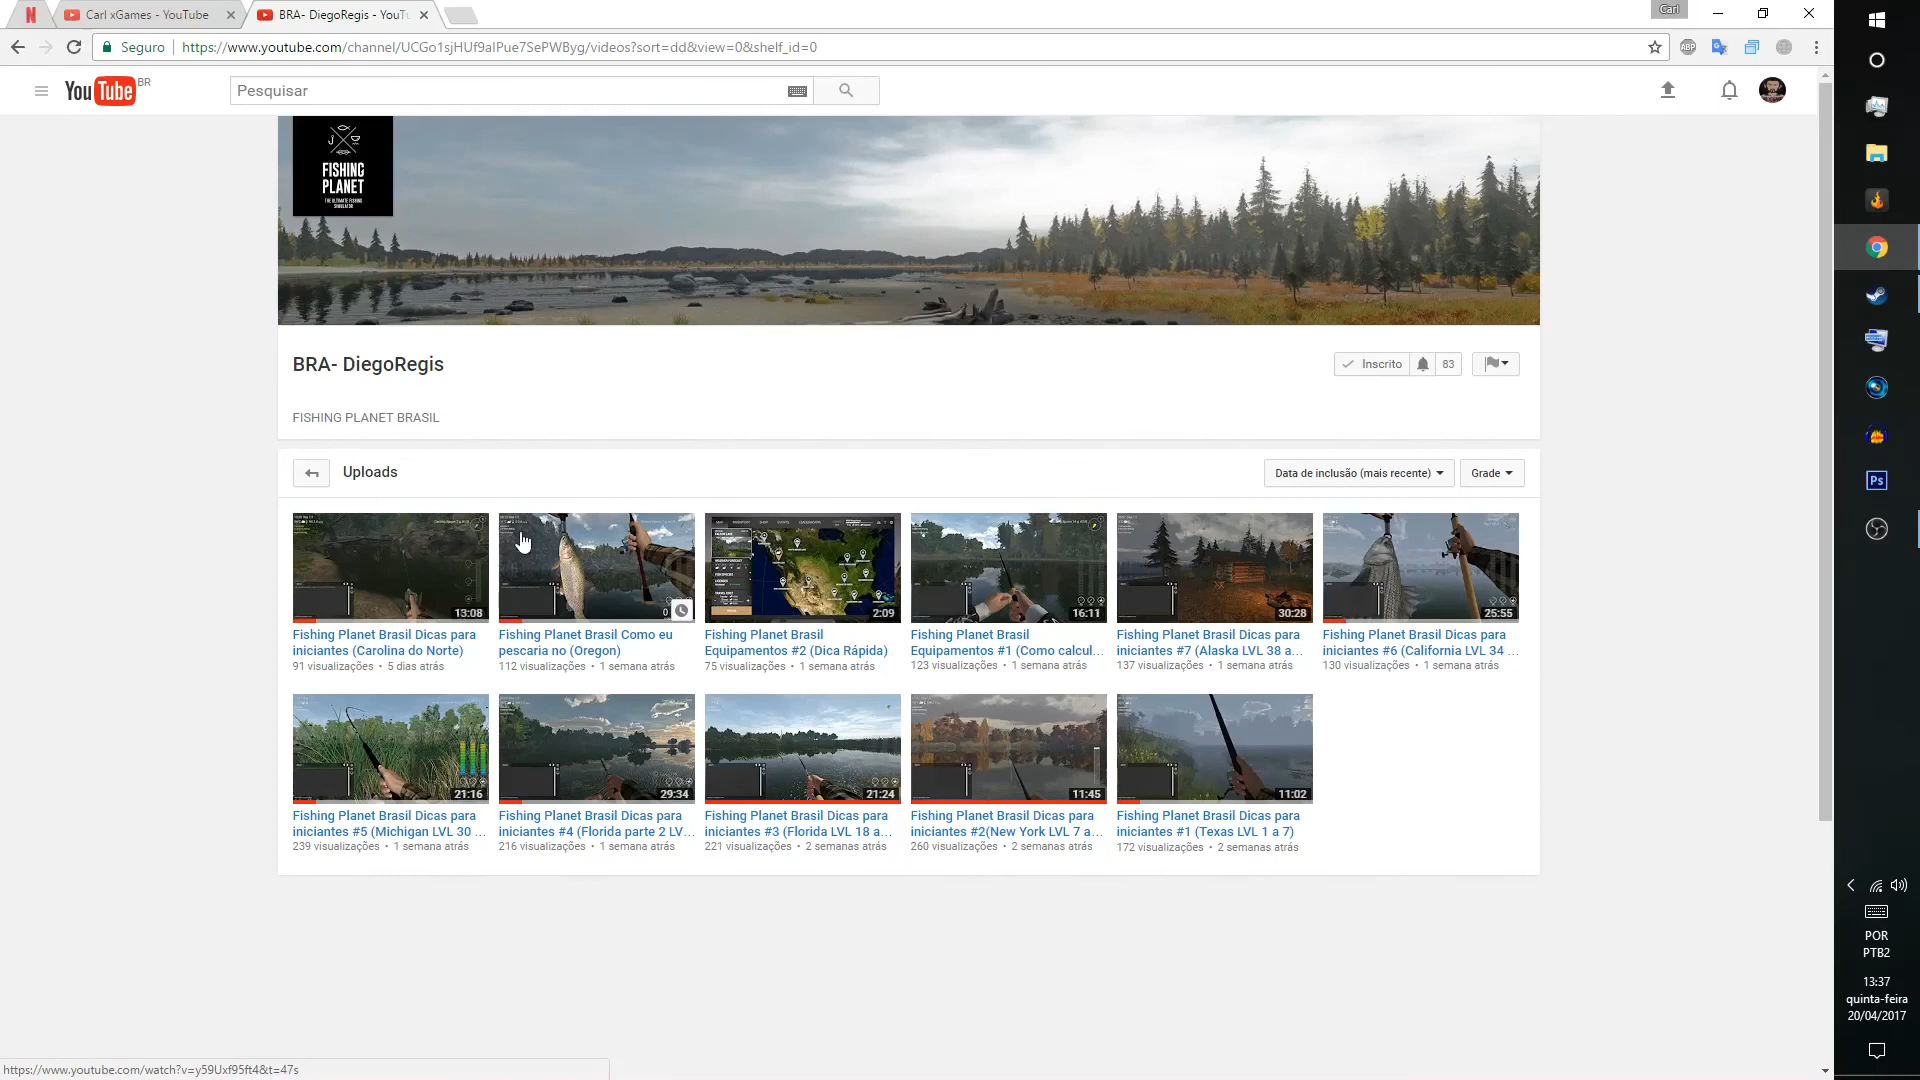 Carl xGames - YouTube
BRA- DiegoRegis - YouTu
Carl
Seguro
https://www.youtube.com/channel/UCGo1sjHUf9alPue7SePWByg/videos?sort=dd&view=0&shelf_id=0
ABP
YouTube BR
Pesquisar
FISHING
PLANET
THE ULTIMATE FISHING
SIMULATOR
BRA- DiegoRegis
Inscrito
83
FISHING PLANET BRASIL
Uploads
Data de inclusão (mais recente)
Grade
13:08
0
2:09
16:11
30:28
25:55
Fishing Planet Brasil Dicas para
iniciantes (Carolina do Norte)
91 visualizações • 5 dias atrás
Fishing Planet Brasil Como eu
pescaria no (Oregon)
112 visualizações • 1 semana atrás
Fishing Planet Brasil
Equipamentos #2 (Dica Rápida)
75 visualizações • 1 semana atrás
Fishing Planet Brasil
Equipamentos #1 (Como calcul...
123 visualizações • 1 semana atrás
Fishing Planet Brasil Dicas para
iniciantes #7 (Alaska LVL 38 a...
137 visualizações • 1 semana atrás
Fishing Planet Brasil Dicas para
iniciantes #6 (California LVL 34 ...
130 visualizações • 1 semana atrás
21:16
29:34
21:24
11:45
11:02
Fishing Planet Brasil Dicas para
iniciantes #5 (Michigan LVL 30 ...
239 visualizações • 1 semana atrás
Fishing Planet Brasil Dicas para
iniciantes #4 (Florida parte 2 LV...
216 visualizações • 1 semana atrás
Fishing Planet Brasil Dicas para
iniciantes #3 (Florida LVL 18 a...
221 visualizações • 2 semanas atrás
Fishing Planet Brasil Dicas para
iniciantes #2(New York LVL 7 a...
260 visualizações • 2 semanas atrás
Fishing Planet Brasil Dicas para
iniciantes #1 (Texas LVL 1 a 7)
172 visualizações • 2 semanas atrás
https://www.youtube.com/watch?v=y59Uxf95ft4&t=47s
Ps
POR
PTB2
13:37
quinta-feira
20/04/2017